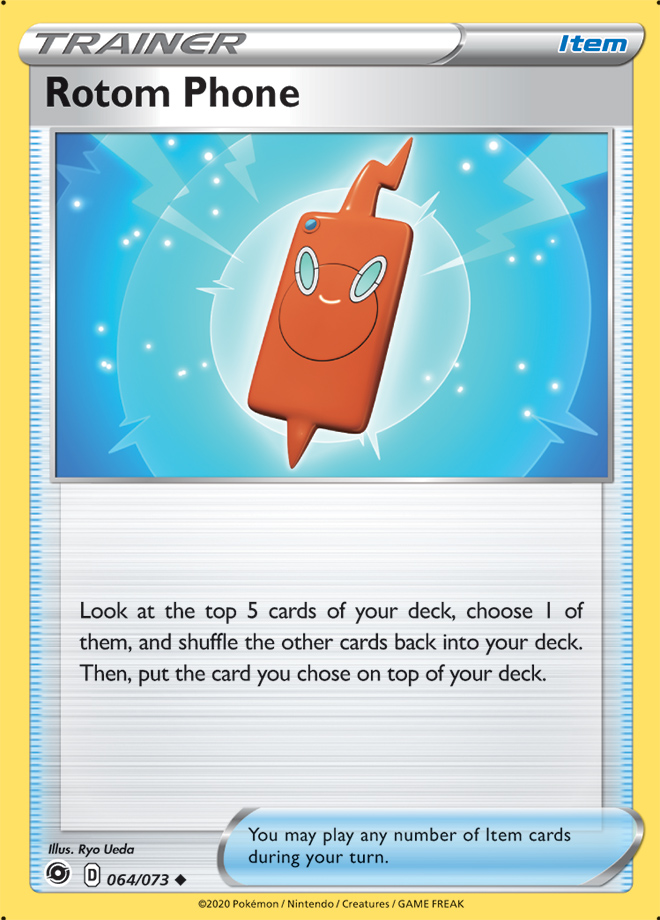 TRAINER
Item
Rotom Phone
Look at the top 5 cards of your deck, choose 1 of
them, and shuffle the other cards back into your deck.
Then, put the card you chose on top of your deck.
You may play any number of Item cards
during your turn.
Illus. Ryo Ueda
D 064/073 ◆
©2020 Pokémon / Nintendo / Creatures / GAME FREAK